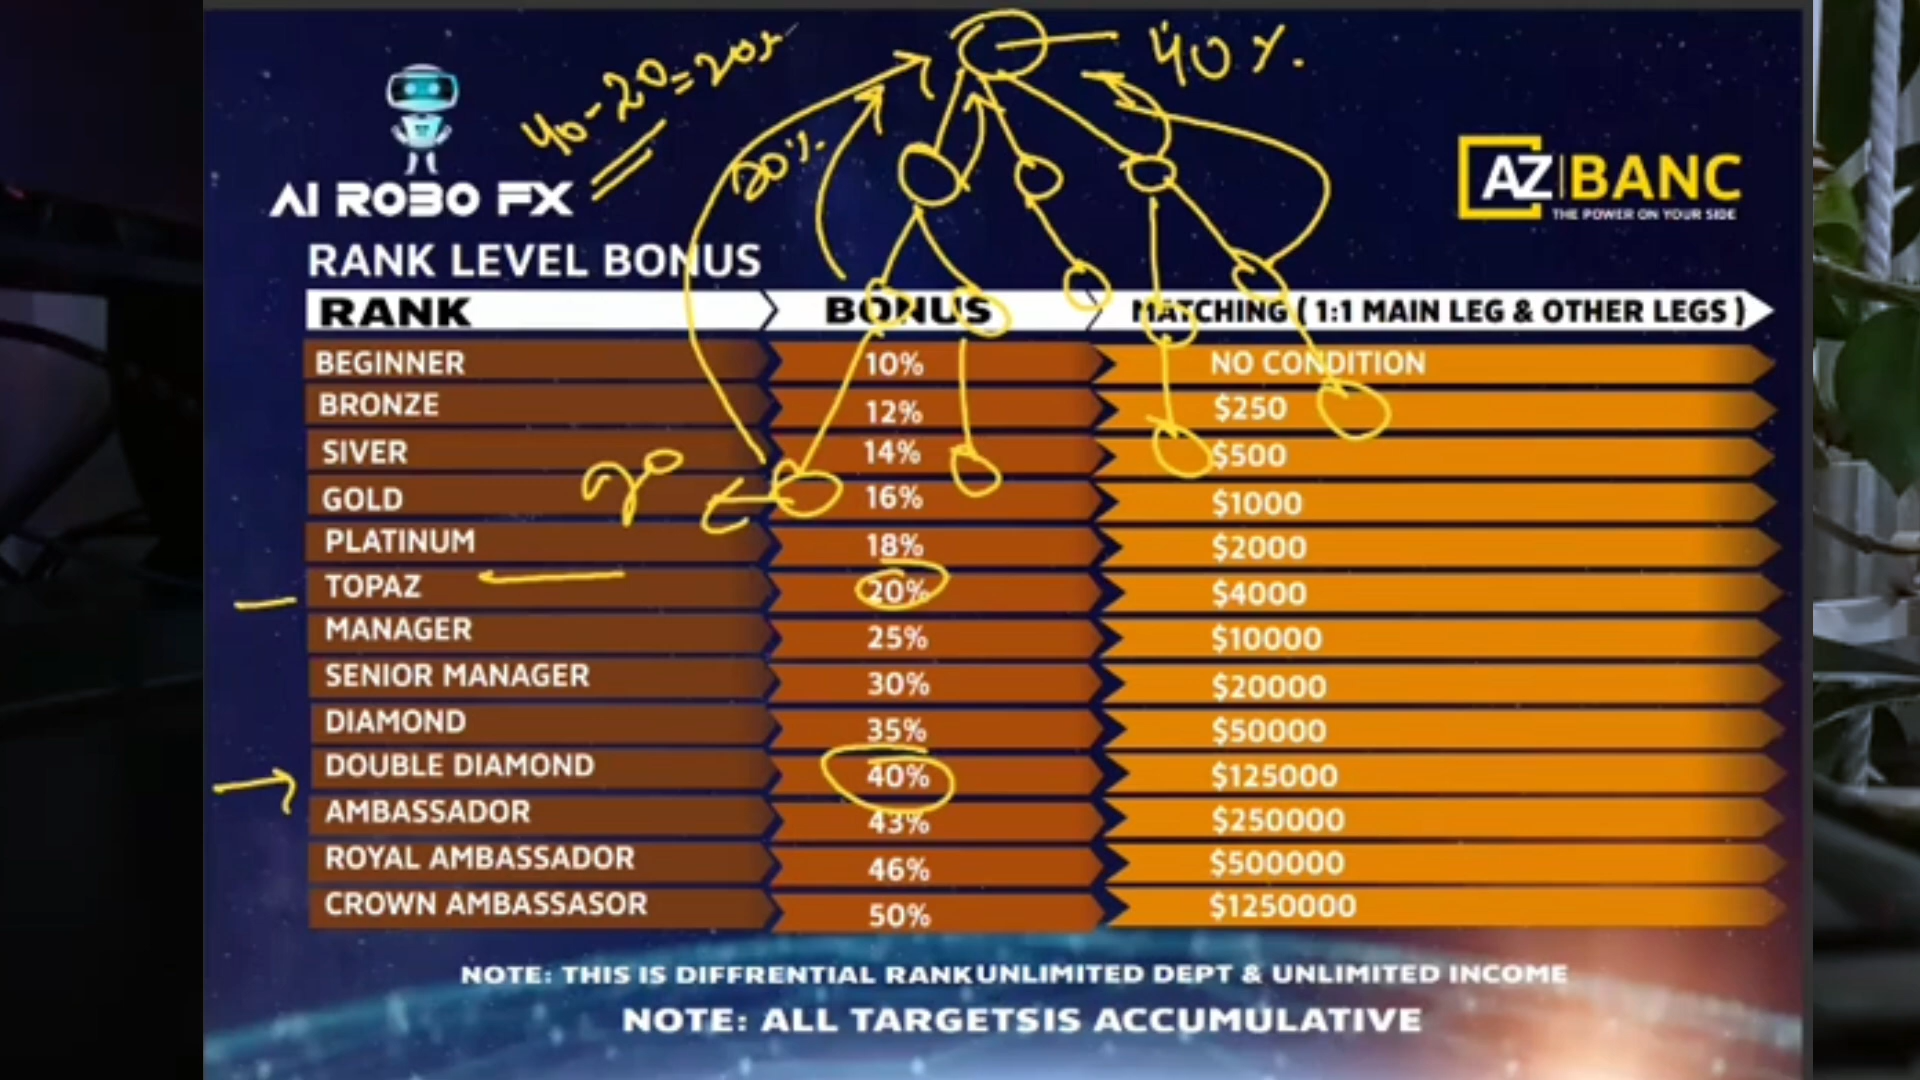 40-20=20%
40%.
20%.
AI ROBO FX
AZ BANC
THE POWER ON YOUR SIDE
RANK LEVEL BONUS
RANK BONUS MATCHING ( 1:1 MAIN LEG & OTHER LEGS )
BEGINNER 10% NO CONDITION
BRONZE 12% $250
SIVER 14% $500
GOLD 16% $1000
PLATINUM 18% $2000
TOPAZ 20% $4000
MANAGER 25% $10000
SENIOR MANAGER 30% $20000
DIAMOND 35% $50000
DOUBLE DIAMOND 40% $125000
AMBASSADOR 43% $250000
ROYAL AMBASSADOR 46% $500000
CROWN AMBASSASOR 50% $1250000
NOTE: THIS IS DIFFRENTIAL RANK UNLIMITED DEPT & UNLIMITED INCOME
NOTE: ALL TARGETSIS ACCUMULATIVE